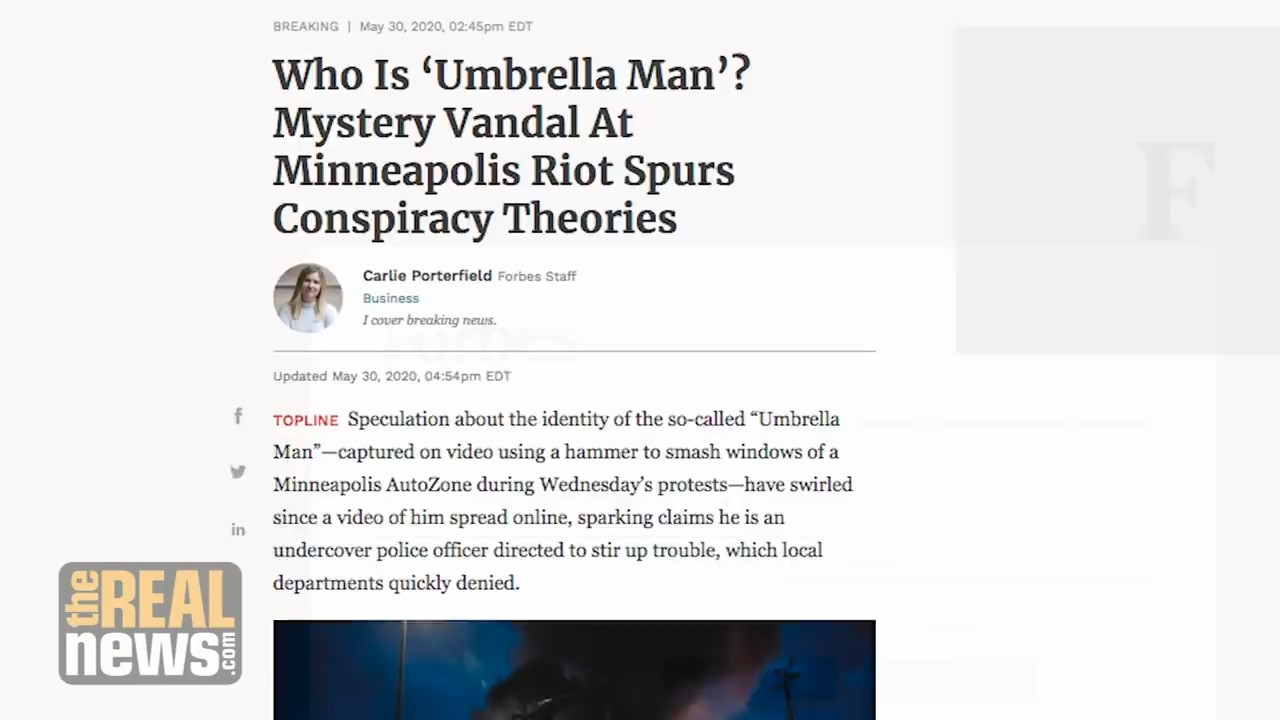 BREAKING | May 30, 2020, 02:45pm EDT
Who Is ‘Umbrella Man’?
Mystery Vandal At
Minneapolis Riot Spurs
Conspiracy Theories
Carlie Porterfield Forbes Staff
Business
I cover breaking news.
Forbes
F
Updated May 30, 2020, 04:54pm EDT
TOPLINE Speculation about the identity of the so-called “Umbrella
Man”—captured on video using a hammer to smash windows of a
Minneapolis AutoZone during Wednesday’s protests—have swirled
since a video of him spread online, sparking claims he is an
undercover police officer directed to stir up trouble, which local
departments quickly denied.
f
in
the REAL
news.com